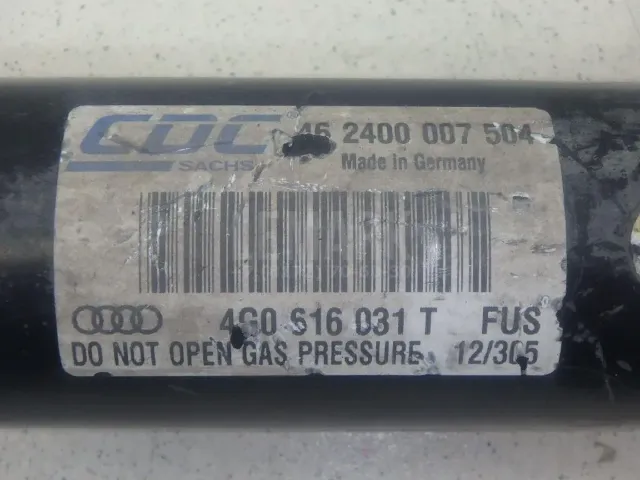 CDC 46 2400 007 504
SACHS Made in Germany
4G0 616 031 T FUS
DO NOT OPEN GAS PRESSURE 12/305